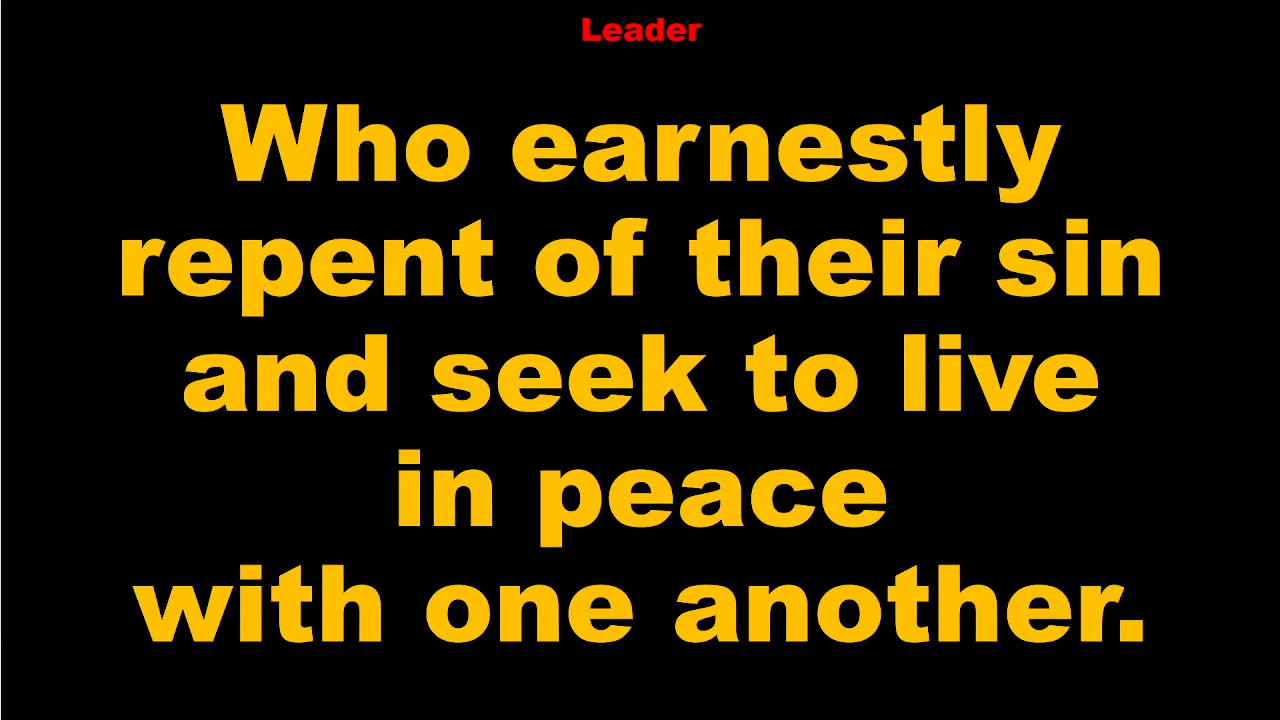 Leader
Who earnestly
repent of their sin
and seek to live
in peace
with one another.